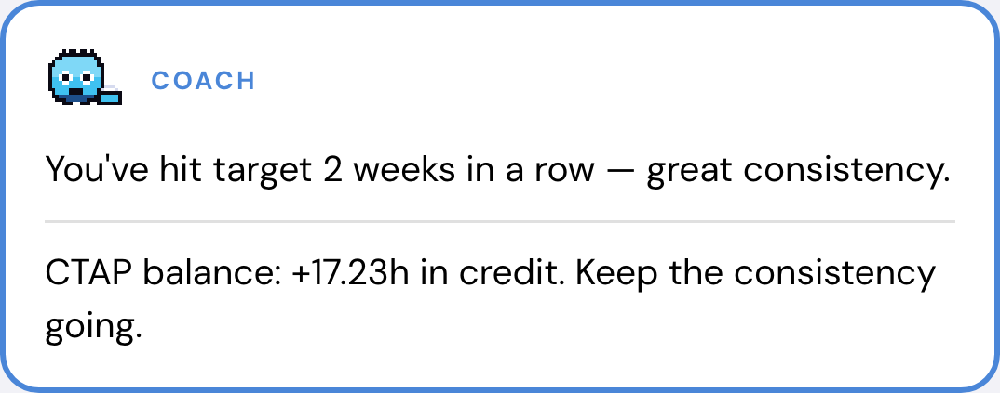 COACH
You've hit target 2 weeks in a row — great consistency.
CTAP balance: +17.23h in credit. Keep the consistency
going.